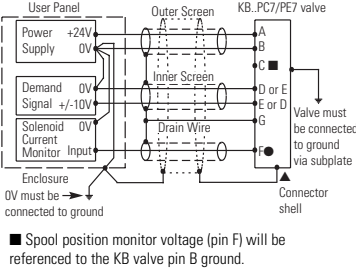 User Panel
Outer Screen
KB..PC7/PE7 valve
Power Supply
+24V
0V
A
B
C ■
Inner Screen
Demand Signal
0V
+/-10V
D or E
E or D
G
Solenoid Current Monitor
0V
Input
Drain Wire
F●
Valve must
be connected
to ground
via subplate
Enclosure
0V must be
connected to ground
Connector
shell
■ Spool position monitor voltage (pin F) will be
referenced to the KB valve pin B ground.